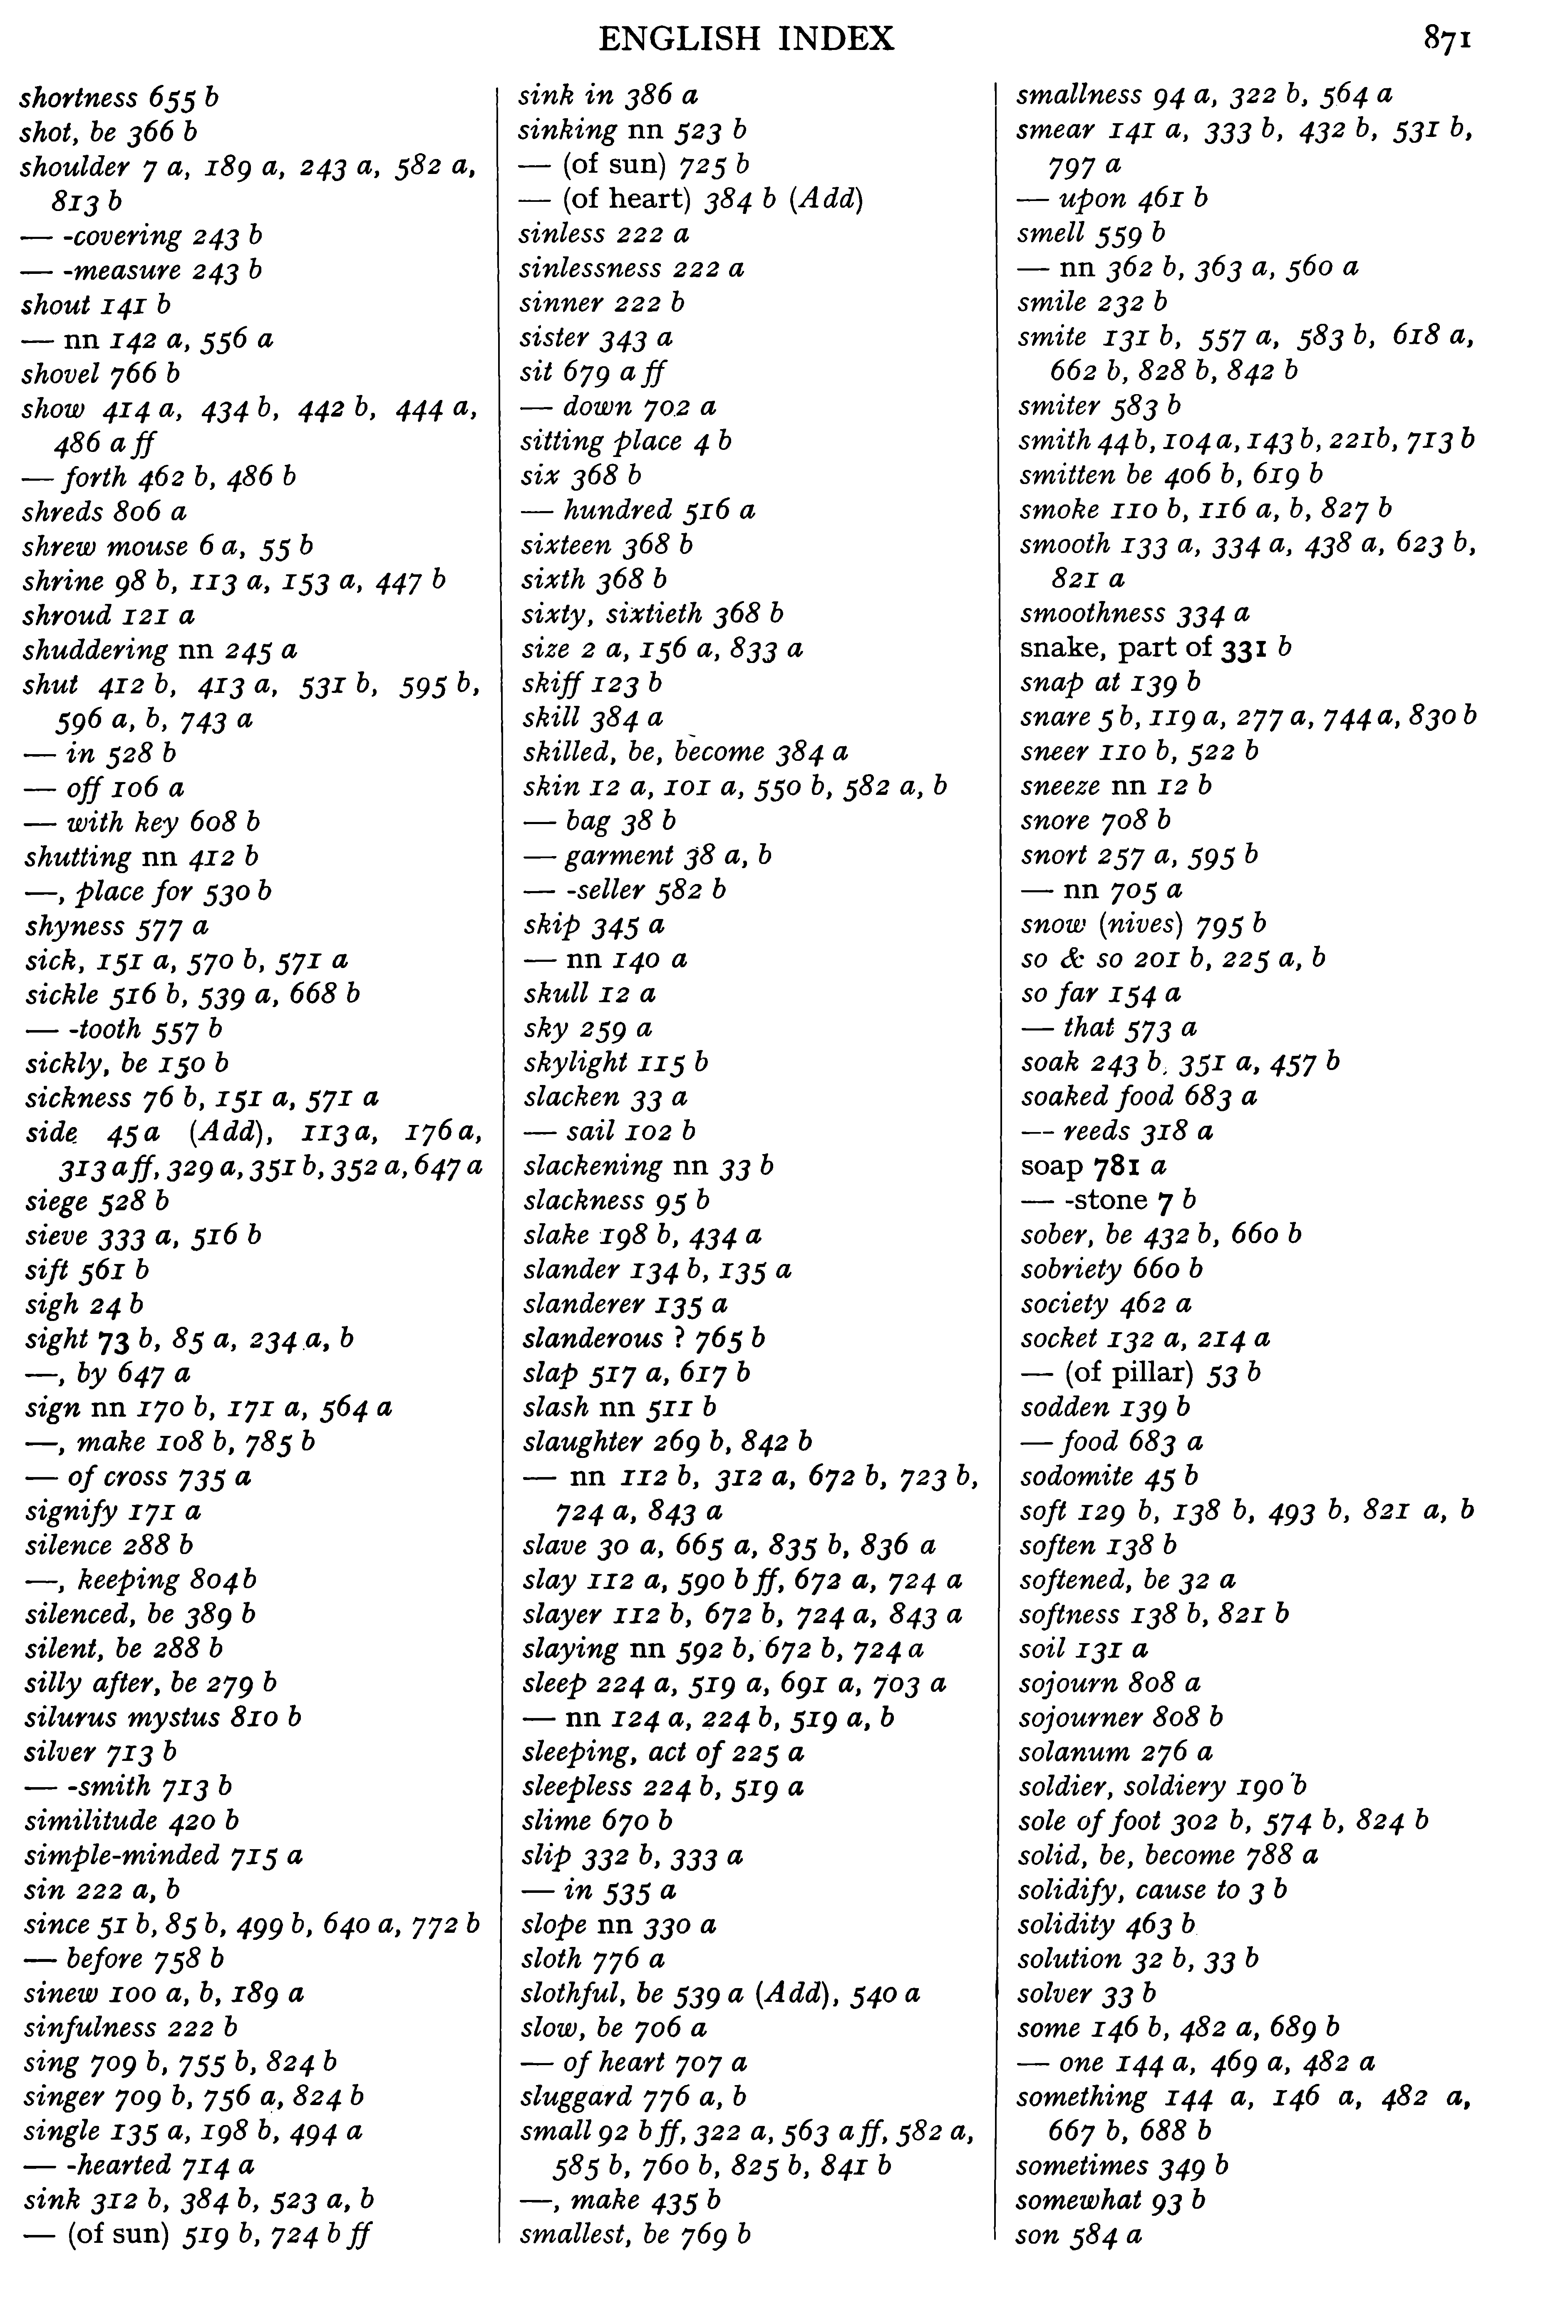 ENGLISH INDEX 871
shortness 655 b
shot, be 366 b
shoulder 7 a, 189 a, 243 a, 582 a,
813 b
— -covering 243 b
— -measure 243 b
shout 141 b
— nn 142 a, 556 a
shovel 766 b
show 414 a, 434 b, 442 b, 444 a,
486 a ff
— forth 462 b, 486 b
shreds 806 a
shrew mouse 6 a, 55 b
shrine 98 b, 113 a, 153 a, 447 b
shroud 121 a
shuddering nn 245 a
shut 412 b, 413 a, 531 b, 595 b,
596 a, b, 743 a
— in 528 b
— off 106 a
— with key 608 b
shutting nn 412 b
—, place for 530 b
shyness 577 a
sick, 151 a, 570 b, 571 a
sickle 516 b, 539 a, 668 b
— -tooth 557 b
sickly, be 150 b
sickness 76 b, 151 a, 571 a
side 45 a (Add), 113 a, 176 a,
313 a ff, 329 a, 351 b, 352 a, 647 a
siege 528 b
sieve 333 a, 516 b
sift 561 b
sigh 24 b
sight 73 b, 85 a, 234 a, b
—, by 647 a
sign nn 170 b, 171 a, 564 a
—, make 108 b, 785 b
— of cross 735 a
signify 171 a
silence 288 b
—, keeping 804 b
silenced, be 389 b
silent, be 288 b
silly after, be 279 b
silurus mystus 810 b
silver 713 b
— -smith 713 b
similitude 420 b
simple-minded 715 a
sin 222 a, b
since 51 b, 85 b, 499 b, 640 a, 772 b
— before 758 b
sinew 100 a, b, 189 a
sinfulness 222 b
sing 709 b, 755 b, 824 b
singer 709 b, 756 a, 824 b
single 135 a, 198 b, 494 a
— -hearted 714 a
sink 312 b, 384 b, 523 a, b
— (of sun) 519 b, 724 b ff
sink in 386 a
sinking nn 523 b
— (of sun) 725 b
— (of heart) 384 b (Add)
sinless 222 a
sinlessness 222 a
sinner 222 b
sister 343 a
sit 679 a ff
— down 702 a
sitting place 4 b
six 368 b
— hundred 516 a
sixteen 368 b
sixth 368 b
sixty, sixtieth 368 b
size 2 a, 156 a, 833 a
skiff 123 b
skill 384 a
skilled, be, become 384 a
skin 12 a, 101 a, 550 b, 582 a, b
— bag 38 b
— garment 38 a, b
— -seller 582 b
skip 345 a
— nn 140 a
skull 12 a
sky 259 a
skylight 115 b
slacken 33 a
— sail 102 b
slackening nn 33 b
slackness 95 b
slake 198 b, 434 a
slander 134 b, 135 a
slanderer 135 a
slanderous ? 765 b
slap 517 a, 617 b
slash nn 511 b
slaughter 269 b, 842 b
— nn 112 b, 312 a, 672 b, 723 b,
724 a, 843 a
slave 30 a, 665 a, 835 b, 836 a
slay 112 a, 590 b ff, 672 a, 724 a
slayer 112 b, 672 b, 724 a, 843 a
slaying nn 592 b, 672 b, 724 a
sleep 224 a, 519 a, 691 a, 703 a
— nn 124 a, 224 b, 519 a, b
sleeping, act of 225 a
sleepless 224 b, 519 a
slime 670 b
slip 332 b, 333 a
— in 535 a
slope nn 330 a
sloth 776 a
slothful, be 539 a (Add), 540 a
slow, be 706 a
— of heart 707 a
sluggard 776 a, b
small 92 b ff, 322 a, 563 a ff, 582 a,
585 b, 760 b, 825 b, 841 b
—, make 435 b
smallest, be 769 b
smallness 94 a, 322 b, 564 a
smear 141 a, 333 b, 432 b, 531 b,
797 a
— upon 461 b
smell 559 b
— nn 362 b, 363 a, 560 a
smile 232 b
smite 131 b, 557 a, 583 b, 618 a,
662 b, 828 b, 842 b
smiter 583 b
smith 44 b, 104 a, 143 b, 221 b, 713 b
smitten be 406 b, 619 b
smoke 110 b, 116 a, b, 827 b
smooth 133 a, 334 a, 438 a, 623 b,
821 a
smoothness 334 a
snake, part of 331 b
snap at 139 b
snare 5 b, 119 a, 277 a, 744 a, 830 b
sneer 110 b, 522 b
sneeze nn 12 b
snore 708 b
snort 257 a, 595 b
— nn 705 a
snow (nives) 795 b
so & so 201 b, 225 a, b
so far 154 a
— that 573 a
soak 243 b, 351 a, 457 b
soaked food 683 a
— reeds 318 a
soap 781 a
— -stone 7 b
sober, be 432 b, 660 b
sobriety 660 b
society 462 a
socket 132 a, 214 a
— (of pillar) 53 b
sodden 139 b
— food 683 a
sodomite 45 b
soft 129 b, 138 b, 493 b, 821 a, b
soften 138 b
softened, be 32 a
softness 138 b, 821 b
soil 131 a
sojourn 808 a
sojourner 808 b
solanum 276 a
soldier, soldiery 190 b
sole of foot 302 b, 574 b, 824 b
solid, be, become 788 a
solidify, cause to 3 b
solidity 463 b
solution 32 b, 33 b
solver 33 b
some 146 b, 482 a, 689 b
— one 144 a, 469 a, 482 a
something 144 a, 146 a, 482 a,
667 b, 688 b
sometimes 349 b
somewhat 93 b
son 584 a